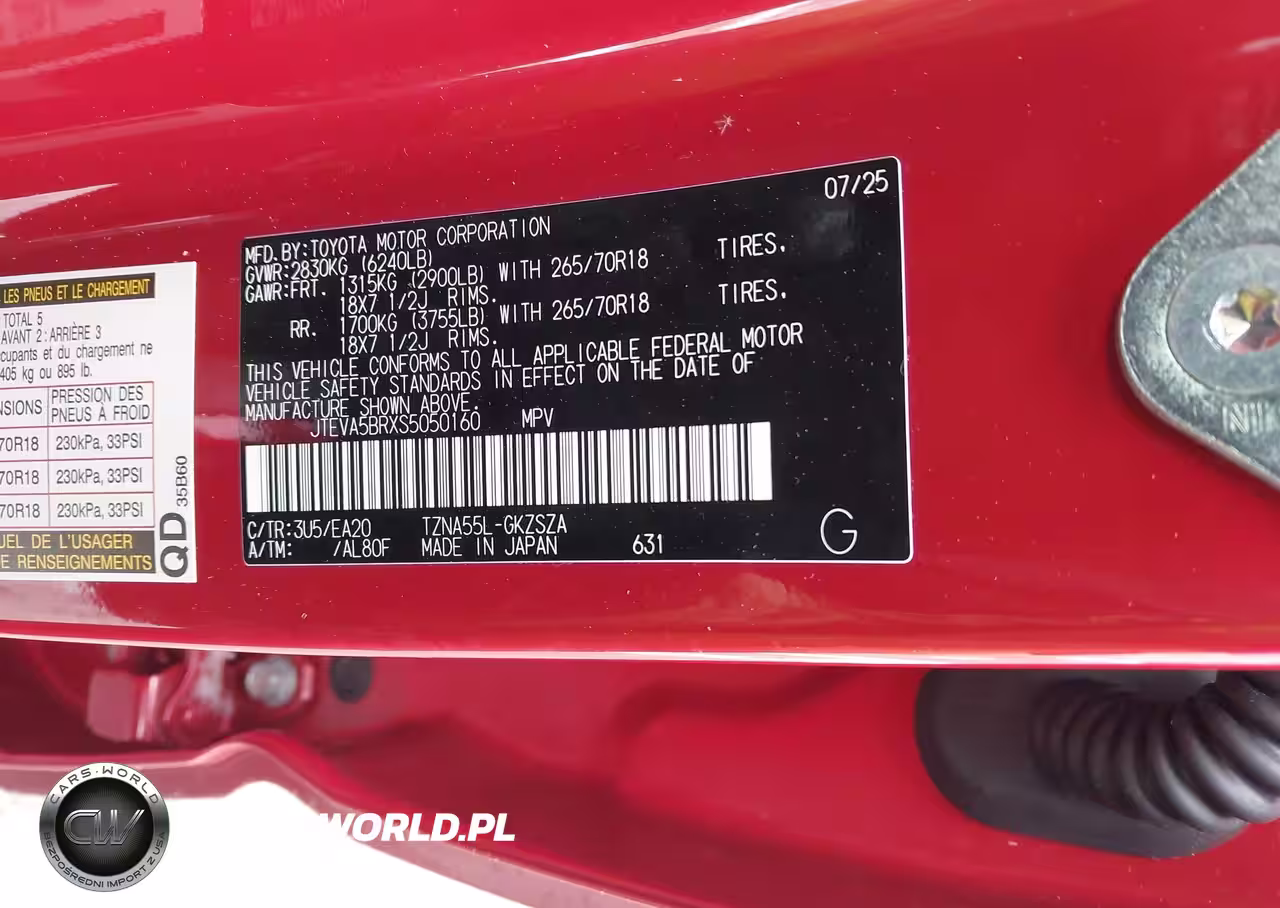 LES PNEUS ET LE CHARGEMENT
TOTAL 5
AVANT 2 : ARRIÈRE 3
cupants et du chargement ne
405 kg ou 895 lb.
NSIONS PRESSION DES PNEUS À FROID
70R18 230kPa, 33PSI
70R18 230kPa, 33PSI
70R18 230kPa, 33PSI
UEL DE L'USAGER
E RENSEIGNEMENTS
QD 35B60
07/25
MFD.BY:TOYOTA MOTOR CORPORATION
GVWR:2830KG (6240LB)
GAWR:FRT. 1315KG (2900LB) WITH 265/70R18 TIRES,
18X7 1/2J RIMS.
RR. 1700KG (3755LB) WITH 265/70R18 TIRES,
18X7 1/2J RIMS.
THIS VEHICLE CONFORMS TO ALL APPLICABLE FEDERAL MOTOR
VEHICLE SAFETY STANDARDS IN EFFECT ON THE DATE OF
MANUFACTURE SHOWN ABOVE.
JTEVA5BRXS5050160 MPV
C/TR:3U5/EA20 TZNA55L-GKZSZA
A/TM: /AL80F MADE IN JAPAN 631 G
CARS-WORLD
CW
BEZPOŚREDNI IMPORT Z USA
WORLD.PL